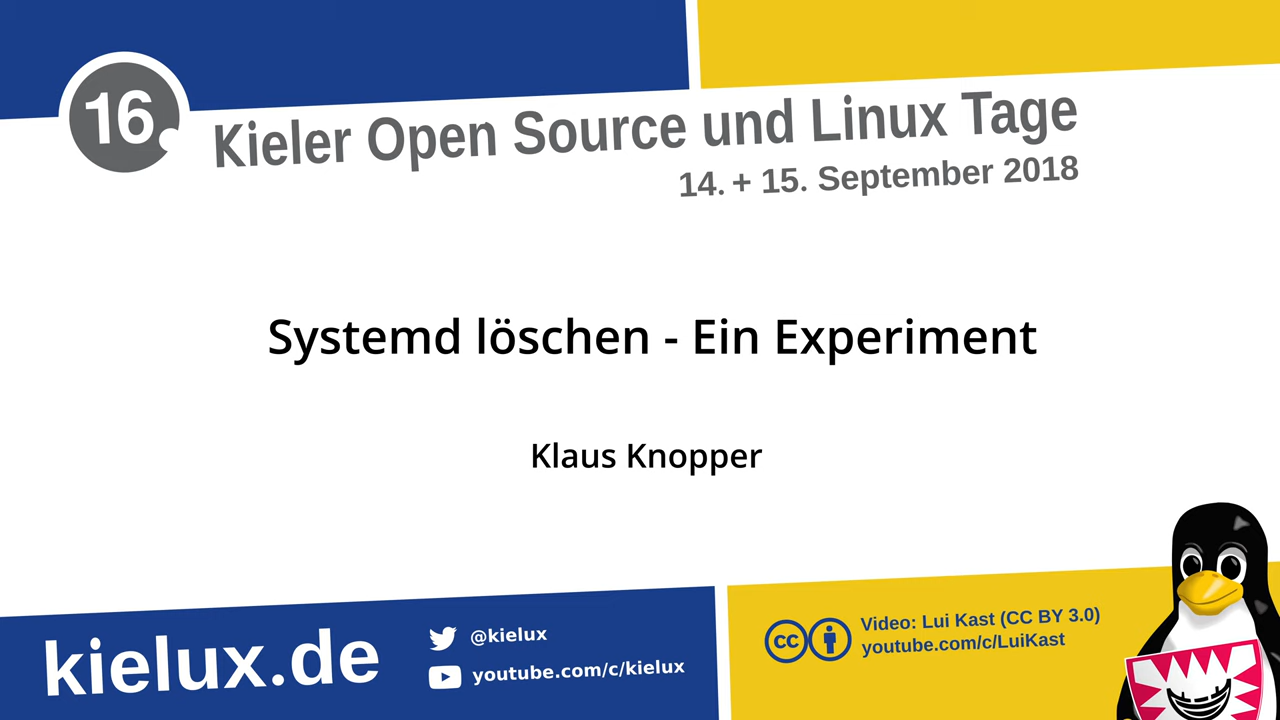 16.
Kieler Open Source und Linux Tage
14. + 15. September 2018
Systemd löschen - Ein Experiment
Klaus Knopper
kielux.de
@kielux
youtube.com/c/kielux
cc
Video: Lui Kast (CC BY 3.0)
youtube.com/c/LuiKast